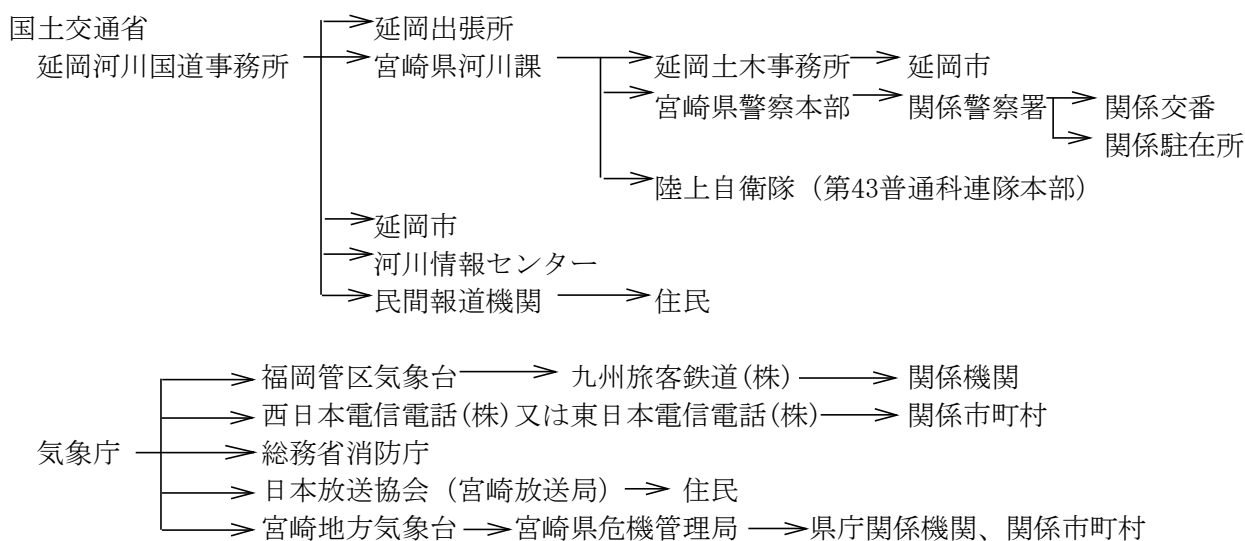 国土交通省 延岡出張所
延岡河川国道事務所 宮崎県河川課 延岡土木事務所 延岡市
宮崎県警察本部 関係警察署 関係交番
関係駐在所
陸上自衛隊（第43普通科連隊本部）
延岡市
河川情報センター
民間報道機関 住民
福岡管区気象台 九州旅客鉄道(株) 関係機関
西日本電信電話(株)又は東日本電信電話(株) 関係市町村
気象庁 総務省消防庁
日本放送協会（宮崎放送局） 住民
宮崎地方気象台 宮崎県危機管理局 県庁関係機関、関係市町村